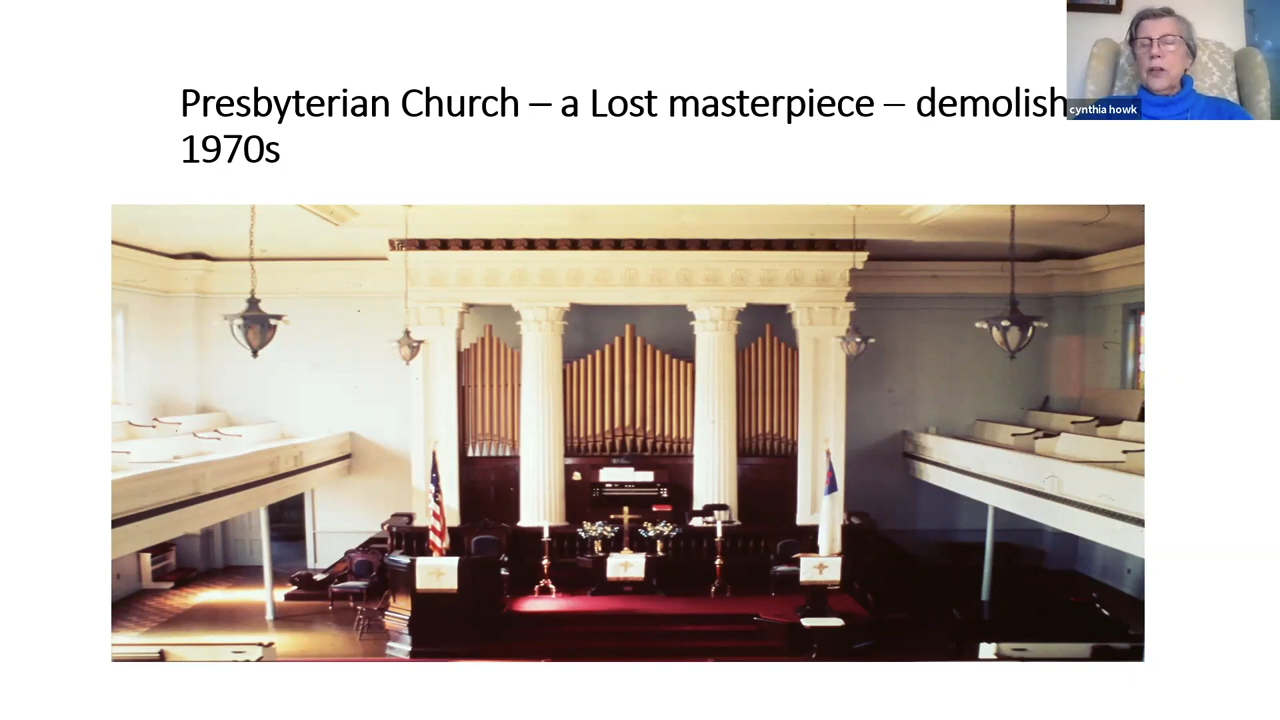 Presbyterian Church – a Lost masterpiece – demolish
1970s
cynthia howk